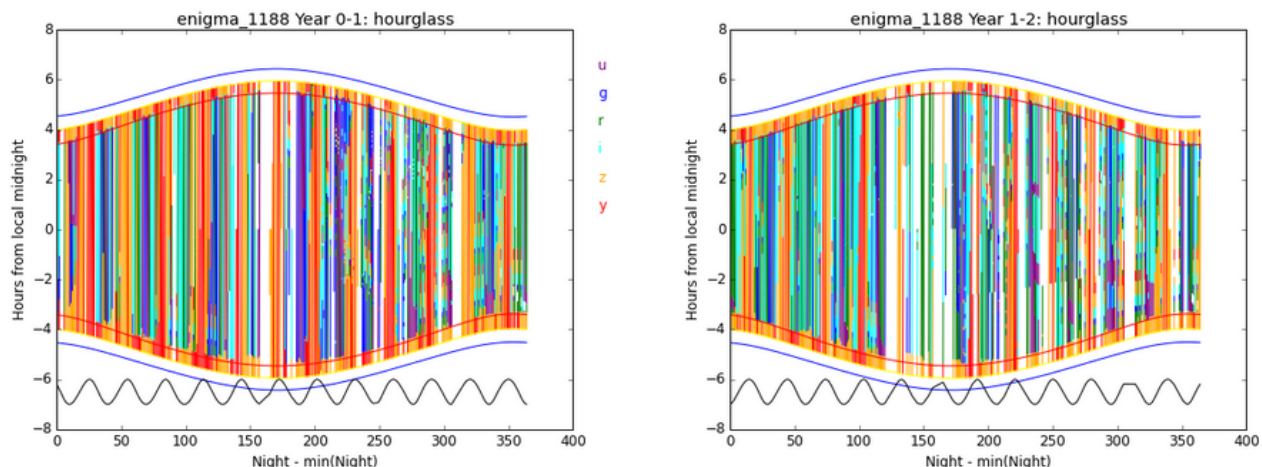 enigma_1188 Year 0-1: hourglass
8
6
4
2
0
−2
−4
−6
−8
Hours from local midnight
0 50 100 150 200 250 300 350 400
Night - min(Night)
u
g
r
i
z
y
enigma_1188 Year 1-2: hourglass
8
6
4
2
0
−2
−4
−6
−8
Hours from local midnight
0 50 100 150 200 250 300 350 400
Night - min(Night)